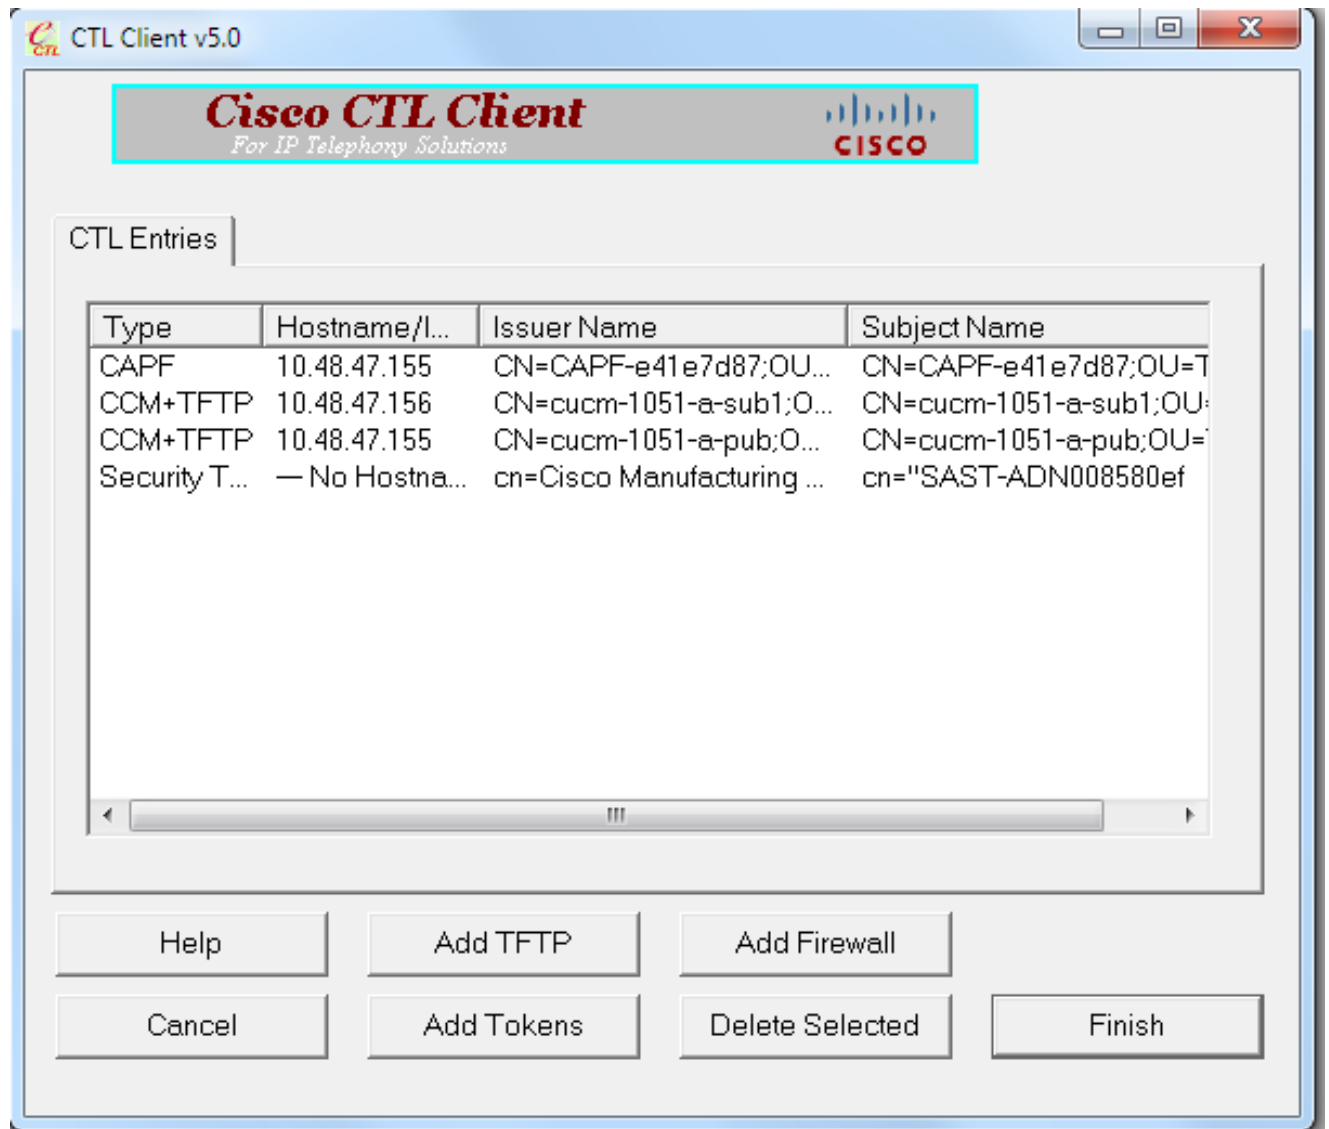 CTL Client v5.0
Cisco CTL Client
For IP Telephony Solutions
CISCO
CTL Entries
Type Hostname/I... Issuer Name Subject Name
CAPF 10.48.47.155 CN=CAPF-e41e7d87;OU... CN=CAPF-e41e7d87;OU=T
CCM+TFTP 10.48.47.156 CN=cucm-1051-a-sub1;O... CN=cucm-1051-a-sub1;OU=
CCM+TFTP 10.48.47.155 CN=cucm-1051-a-pub;O... CN=cucm-1051-a-pub;OU=T
Security T... — No Hostna... cn=Cisco Manufacturing ... cn="SAST-ADN008580ef
Help Add TFTP Add Firewall
Cancel Add Tokens Delete Selected Finish